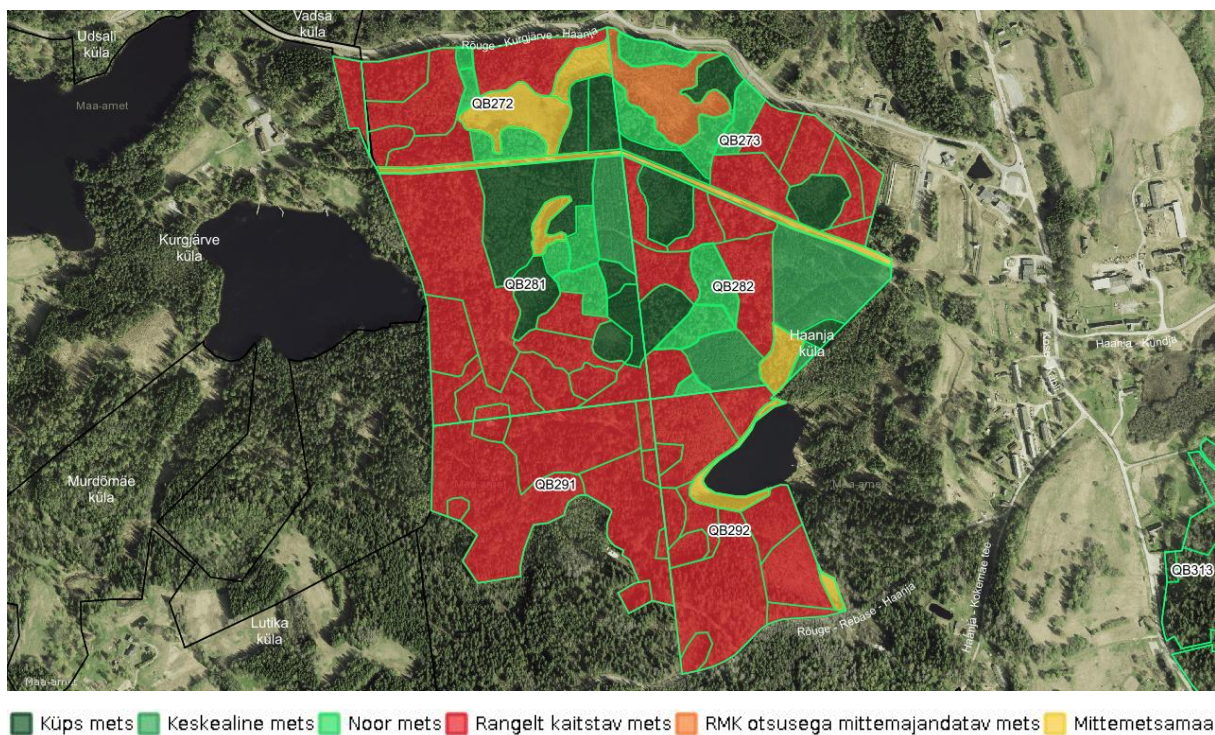 Udsali
küla
Vadsa
küla
Rõuge - Kurgjärve - Haanja
Maa-amet
QB272
QB273
Kurgjärve
küla
QB281
QB282
Haanja
küla
Haanja - Kündja
Murdõmäe
küla
QB291
QB292
QB313
Lutika
küla
Rõuge - Rebase - Haanja
Haanja - Kokemäe tee
Maa-amet
Küps mets
Keskealine mets
Noor mets
Rangelt kaitstav mets
RMK otsusega mittemajandatav mets
Mittemetsamaa